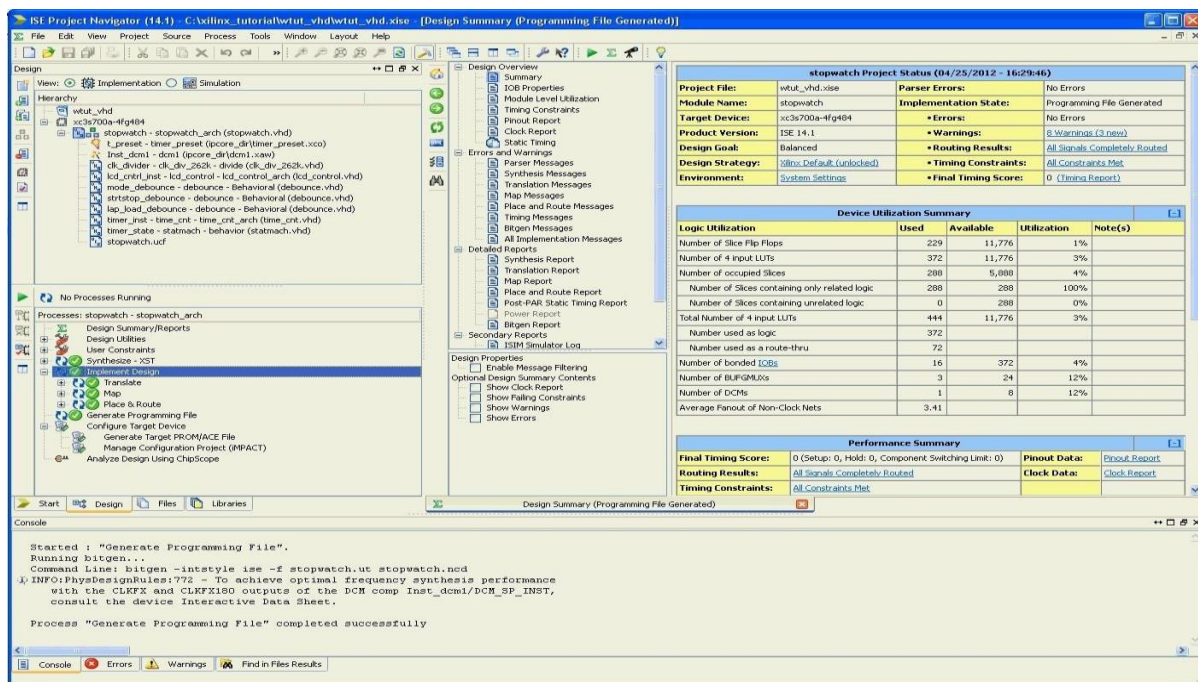 ISE Project Navigator (14.1) - C:\xilinx_tutorial\wtut_vhd\wtut_vhd.xise - [Design Summary (Programming File Generated)]
File Edit View Project Source Process Tools Window Layout Help
Design
View: Implementation Simulation
Hierarchy
wtut_vhd
xc3s700a-4fg484
stopwatch - stopwatch_arch (stopwatch.vhd)
t_preset - timer_preset (ipcore_dir\timer_preset.xco)
Inst_dcm1 - dcm1 (ipcore_dir\dcm1.xaw)
clk_divider - clk_div_262k - divide (clk_div_262k.vhd)
lcd_cntrl_inst - lcd_control - lcd_control_arch (lcd_control.vhd)
mode_debounce - debounce - Behavioral (debounce.vhd)
strtstop_debounce - debounce - Behavioral (debounce.vhd)
lap_load_debounce - debounce - Behavioral (debounce.vhd)
timer_inst - time_cnt - time_cnt_arch (time_cnt.vhd)
timer_state - statmach - behavior (statmach.vhd)
stopwatch.ucf
No Processes Running
Processes: stopwatch - stopwatch_arch
Design Summary/Reports
Design Utilities
User Constraints
Synthesize - XST
Implement Design
Translate
Map
Place & Route
Generate Programming File
Configure Target Device
Generate Target PROM/ACE File
Manage Configuration Project (iMPACT)
Analyze Design Using ChipScope
Start Design Files Libraries
Design Overview
Summary
IOB Properties
Module Level Utilization
Timing Constraints
Pinout Report
Clock Report
Static Timing
Errors and Warnings
Parser Messages
Synthesis Messages
Translation Messages
Map Messages
Place and Route Messages
Timing Messages
Bitgen Messages
All Implementation Messages
Detailed Reports
Synthesis Report
Translation Report
Map Report
Place and Route Report
Post-PAR Static Timing Report
Power Report
Bitgen Report
Secondary Reports
ISIM Simulator Log
Design Properties
Enable Message Filtering
Optional Design Summary Contents
Show Clock Report
Show Failing Constraints
Show Warnings
Show Errors
stopwatch Project Status (04/25/2012 - 16:29:46)
Project File: wtut_vhd.xise Parser Errors: No Errors
Module Name: stopwatch Implementation State: Programming File Generated
Target Device: xc3s700a-4fg484 • Errors: No Errors
Product Version: ISE 14.1 • Warnings: 8 Warnings (3 new)
Design Goal: Balanced • Routing Results: All Signals Completely Routed
Design Strategy: Xilinx Default (unlocked) • Timing Constraints: All Constraints Met
Environment: System Settings • Final Timing Score: 0 (Timing Report)
Device Utilization Summary [-]
Logic Utilization Used Available Utilization Note(s)
Number of Slice Flip Flops 229 11,776 1%
Number of 4 input LUTs 372 11,776 3%
Number of occupied Slices 288 5,888 4%
Number of Slices containing only related logic 288 288 100%
Number of Slices containing unrelated logic 0 288 0%
Total Number of 4 input LUTs 444 11,776 3%
Number used as logic 372
Number used as a route-thru 72
Number of bonded IOBs 16 372 4%
Number of BUFGMUXs 3 24 12%
Number of DCMs 1 8 12%
Average Fanout of Non-Clock Nets 3.41
Performance Summary [-]
Final Timing Score: 0 (Setup: 0, Hold: 0, Component Switching Limit: 0) Pinout Data: Pinout Report
Routing Results: All Signals Completely Routed Clock Data: Clock Report
Timing Constraints: All Constraints Met
Design Summary (Programming File Generated)
Console
Started : "Generate Programming File".
Running bitgen...
Command Line: bitgen -intstyle ise -f stopwatch.ut stopwatch.ncd
INFO:PhysDesignRules:772 - To achieve optimal frequency synthesis performance
with the CLKFX and CLKFX180 outputs of the DCM comp Inst_dcm1/DCM_SP_INST,
consult the device Interactive Data Sheet.
Process "Generate Programming File" completed successfully
Console Errors Warnings Find in Files Results